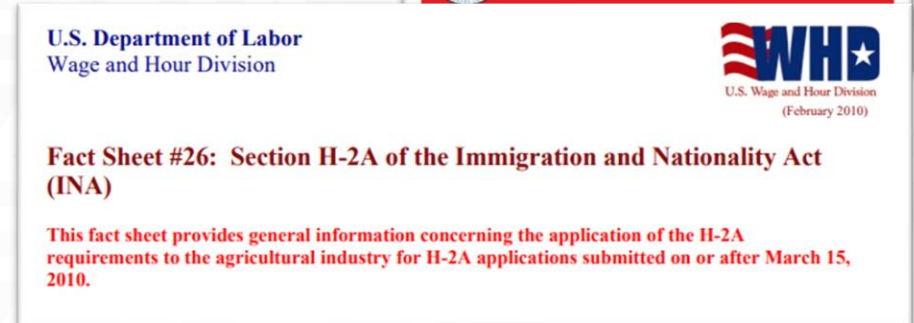 U.S. Department of Labor
Wage and Hour Division
WHD
U.S. Wage and Hour Division
(February 2010)
Fact Sheet #26: Section H-2A of the Immigration and Nationality Act
(INA)
This fact sheet provides general information concerning the application of the H-2A
requirements to the agricultural industry for H-2A applications submitted on or after March 15,
2010.